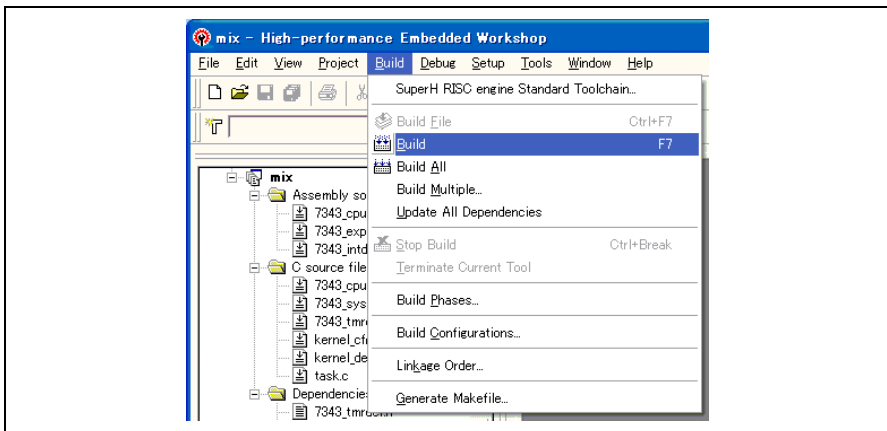 mix - High-performance Embedded Workshop
File Edit View Project Build Debug Setup Tools Window Help
SuperH RISC engine Standard Toolchain...
Build File Ctrl+F7
Build F7
Build All
Build Multiple...
Update All Dependencies
Stop Build Ctrl+Break
Terminate Current Tool
Build Phases...
Build Configurations...
Linkage Order...
Generate Makefile...
mix
Assembly so
7343_cpu
7343_exp
7343_intd
C source file
7343_cpu
7343_sys
7343_tmr
kernel_cf
kernel_de
task.c
Dependencie